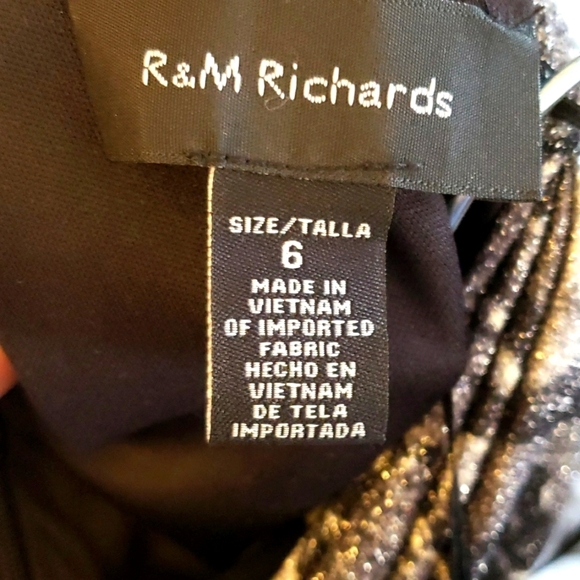 R&M Richards
SIZE/TALLA
6
MADE IN
VIETNAM
OF IMPORTED
FABRIC
HECHO EN
VIETNAM
DE TELA
IMPORTADA